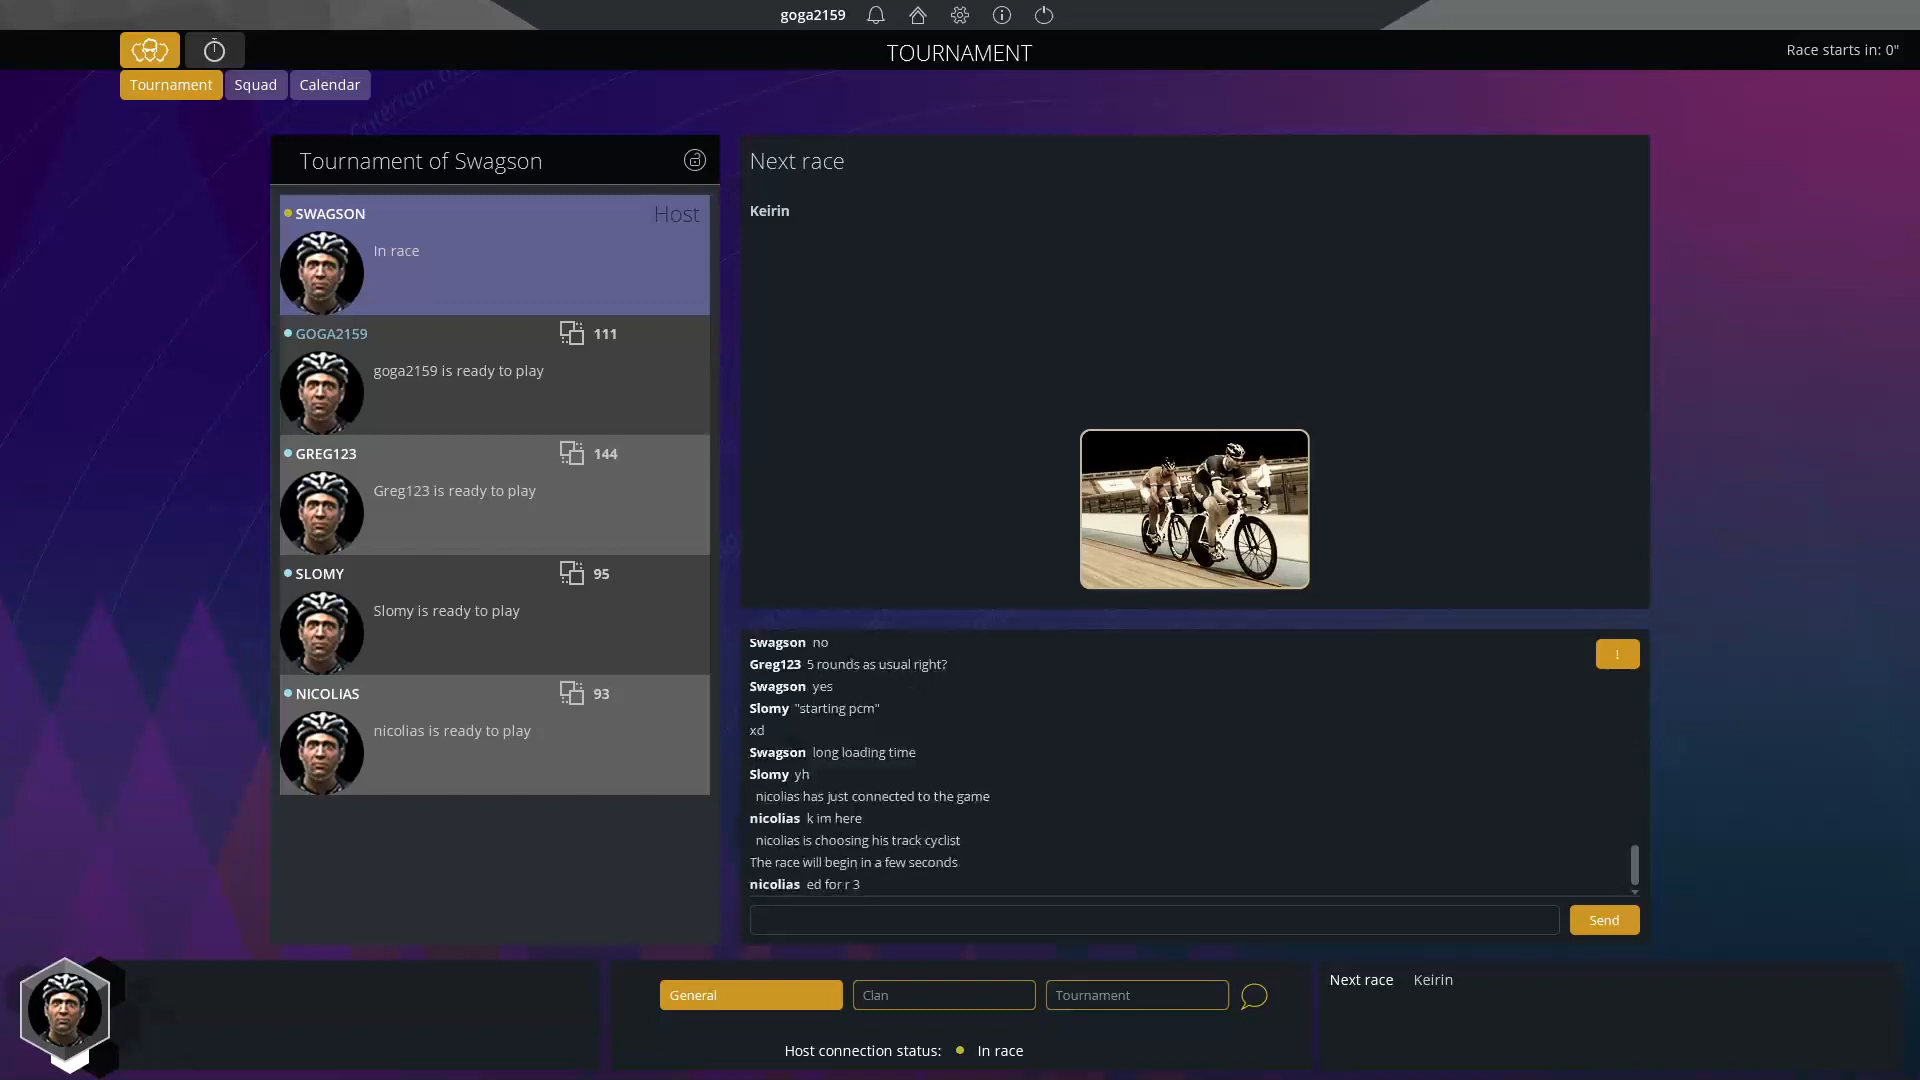 goga2159
TOURNAMENT
Race starts in: 0"
Tournament
Squad
Calendar
Tournament of Swagson
SWAGSON
Host
In race
GOGA2159
111
goga2159 is ready to play
GREG123
144
Greg123 is ready to play
SLOMY
95
Slomy is ready to play
NICOLIAS
93
nicolias is ready to play
Next race
Keirin
Swagson no
Greg123 5 rounds as usual right?
Swagson yes
Slomy "starting pcm"
xd
Swagson long loading time
Slomy yh
nicolias has just connected to the game
nicolias k im here
nicolias is choosing his track cyclist
The race will begin in a few seconds
nicolias ed for r 3
!
Send
General
Clan
Tournament
Host connection status: In race
Next race Keirin